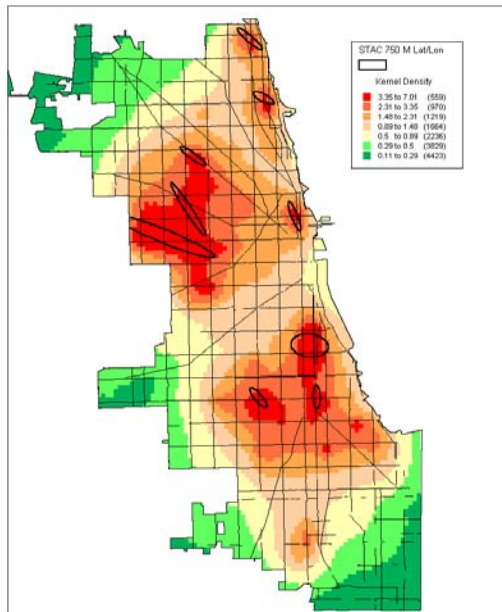 STAC 750 M Lat/Lon
Kernel Density
3.35 to 7.01 (559)
2.31 to 3.35 (970)
1.48 to 2.31 (1219)
0.89 to 1.48 (1664)
0.5 to 0.89 (2236)
0.29 to 0.5 (3829)
0.11 to 0.29 (4423)